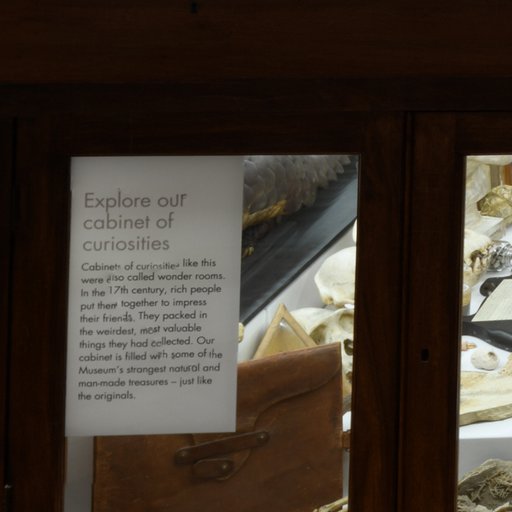 Explore our
cabinet of
curiosities
Cabinets of curiosities like this
were also called wonder rooms.
In the 17th century, rich people
put them together to impress
their friends. They packed in
the weirdest, most valuable
things they had collected. Our
cabinet is filled with some of the
Museum's strangest natural and
man-made treasures – just like
the originals.